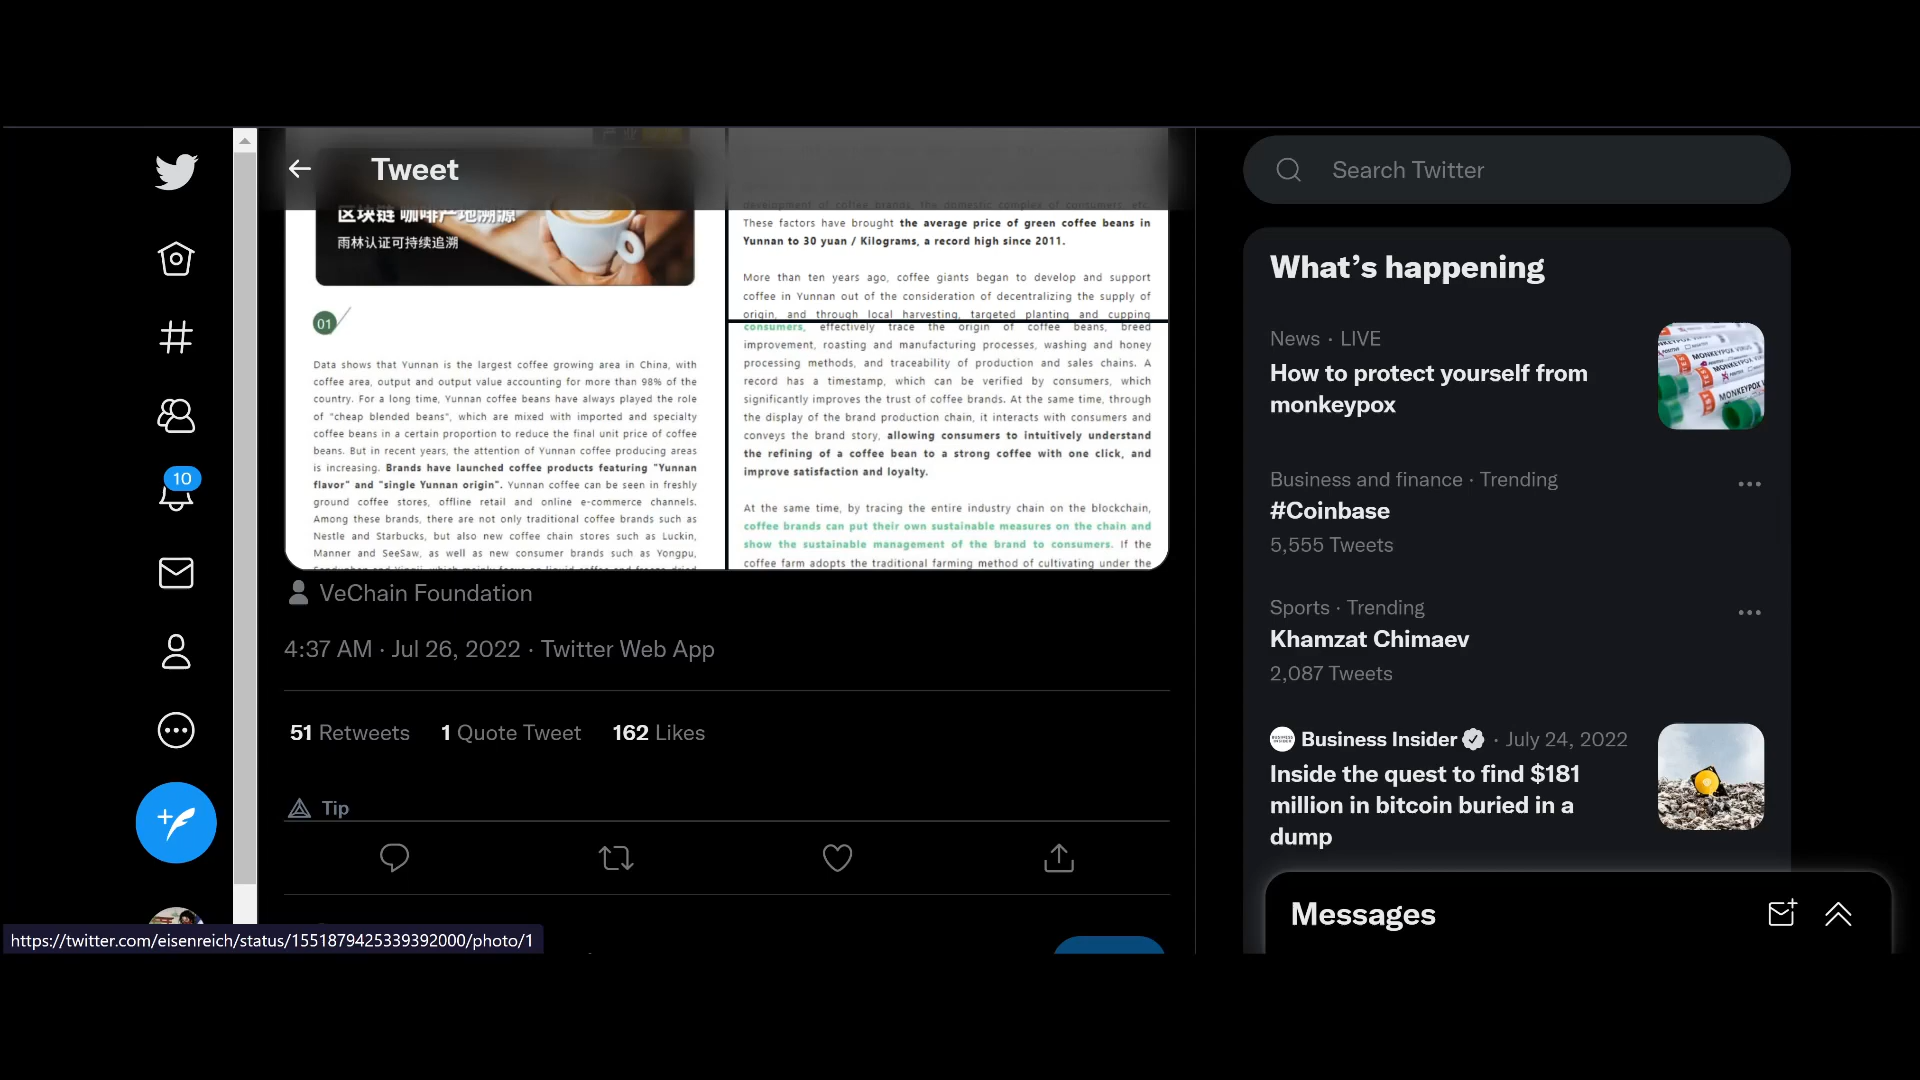 Tweet
区块链 咖啡产地溯源
雨林认证可持续追溯
01
Data shows that Yunnan is the largest coffee growing area in China, with
coffee area, output and output value accounting for more than 98% of the
country. For a long time, Yunnan coffee beans have always played the role
of "cheap blended beans", which are mixed with imported and specialty
coffee beans in a certain proportion to reduce the final unit price of coffee
beans. But in recent years, the attention of Yunnan coffee producing areas
is increasing. Brands have launched coffee products featuring "Yunnan
flavor" and "single Yunnan origin". Yunnan coffee can be seen in freshly
ground coffee stores, offline retail and online e-commerce channels.
Among these brands, there are not only traditional coffee brands such as
Nestle and Starbucks, but also new coffee chain stores such as Luckin,
Manner and SeeSaw, as well as new consumer brands such as Yongpu,
development of coffee brands, the domestic complex of consumers, etc.
These factors have brought the average price of green coffee beans in
Yunnan to 30 yuan / Kilograms, a record high since 2011.
More than ten years ago, coffee giants began to develop and support
coffee in Yunnan out of the consideration of decentralizing the supply of
origin, and through local harvesting, targeted planting and cupping
consumers, effectively trace the origin of coffee beans, breed
improvement, roasting and manufacturing processes, washing and honey
processing methods, and traceability of production and sales chains. A
record has a timestamp, which can be verified by consumers, which
significantly improves the trust of coffee brands. At the same time, through
the display of the brand production chain, it interacts with consumers and
conveys the brand story, allowing consumers to intuitively understand
the refining of a coffee bean to a strong coffee with one click, and
improve satisfaction and loyalty.
At the same time, by tracing the entire industry chain on the blockchain,
coffee brands can put their own sustainable measures on the chain and
show the sustainable management of the brand to consumers. If the
coffee farm adopts the traditional farming method of cultivating under the
VeChain Foundation
4:37 AM · Jul 26, 2022 · Twitter Web App
51 Retweets 1 Quote Tweet 162 Likes
Tip
10
https://twitter.com/eisenreich/status/1551879425339392000/photo/1
Search Twitter
What's happening
News · LIVE
How to protect yourself from
monkeypox
MONKEYPOX VIRUS
Business and finance · Trending
#Coinbase
5,555 Tweets
Sports · Trending
Khamzat Chimaev
2,087 Tweets
Business Insider · July 24, 2022
Inside the quest to find $181
million in bitcoin buried in a
dump
Messages